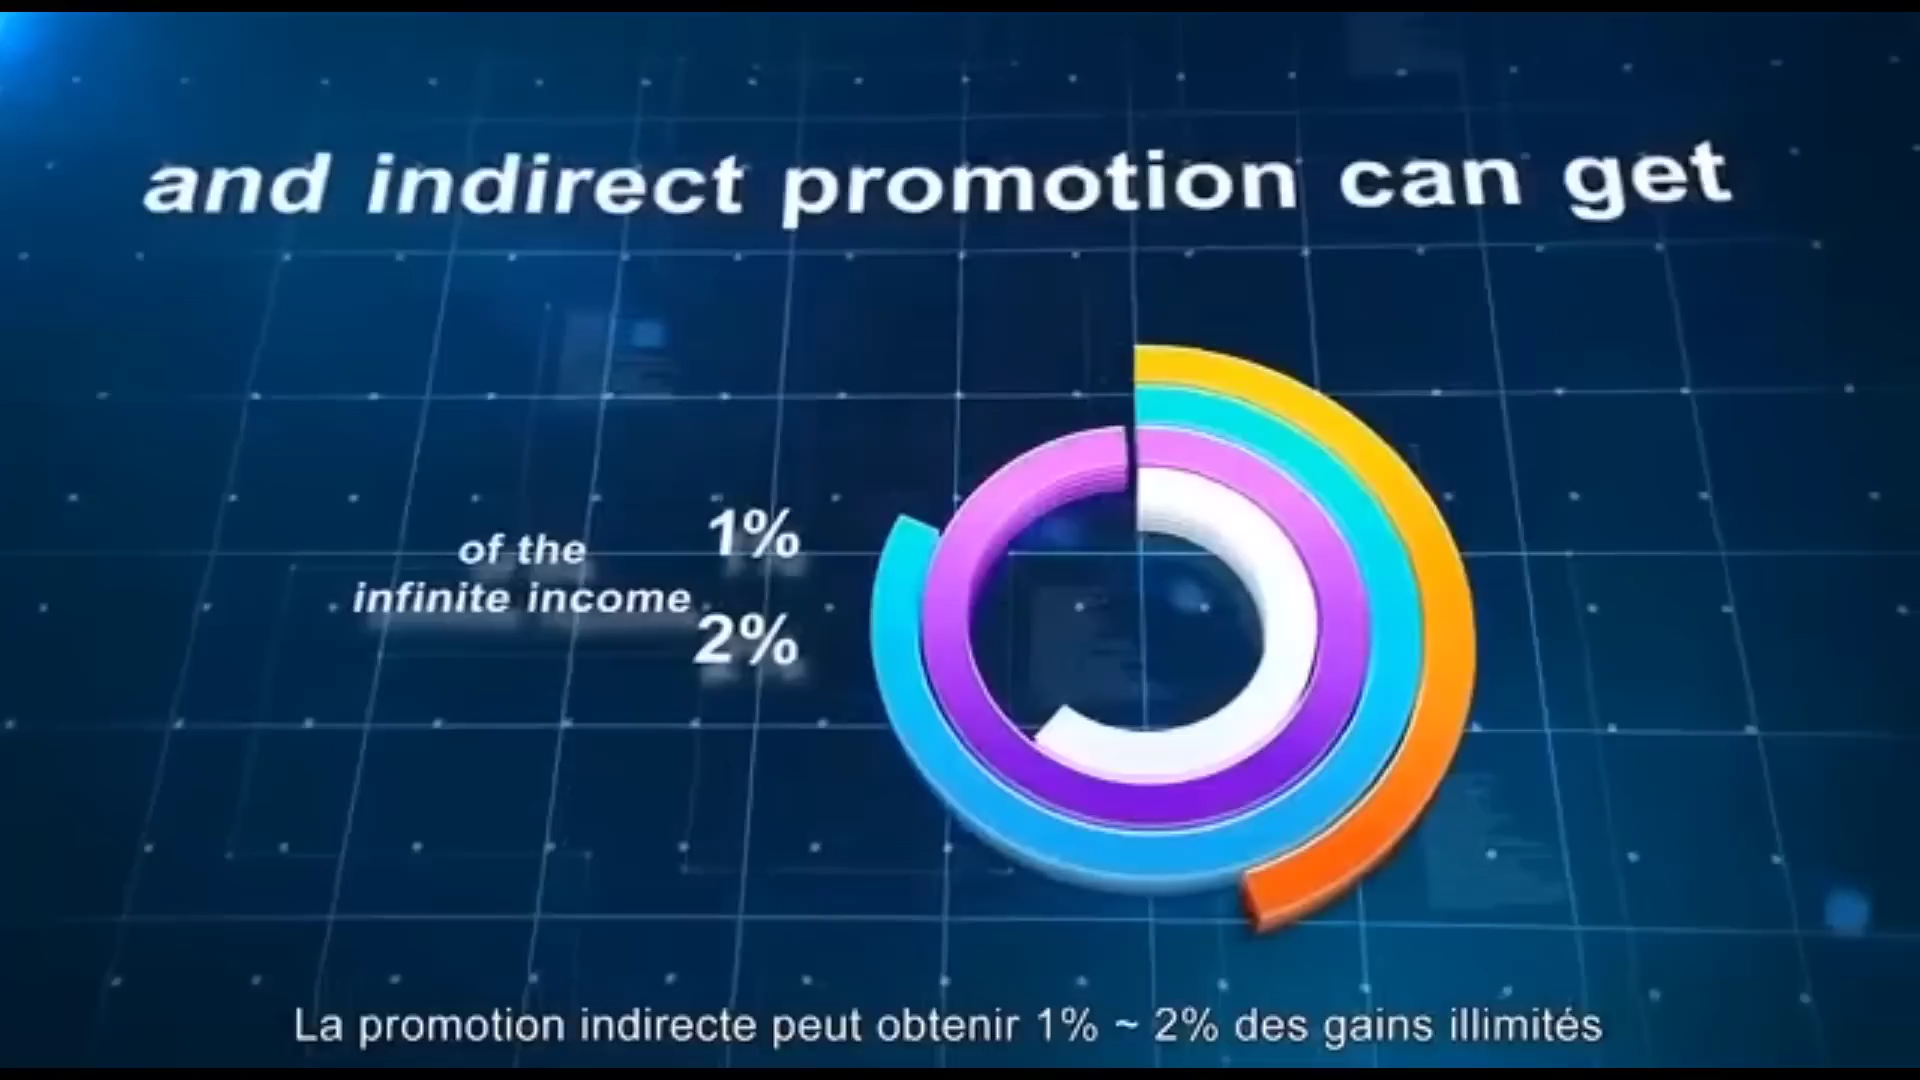 and indirect promotion can get
of the
infinite income
1%
2%
La promotion indirecte peut obtenir 1% ~ 2% des gains illimités